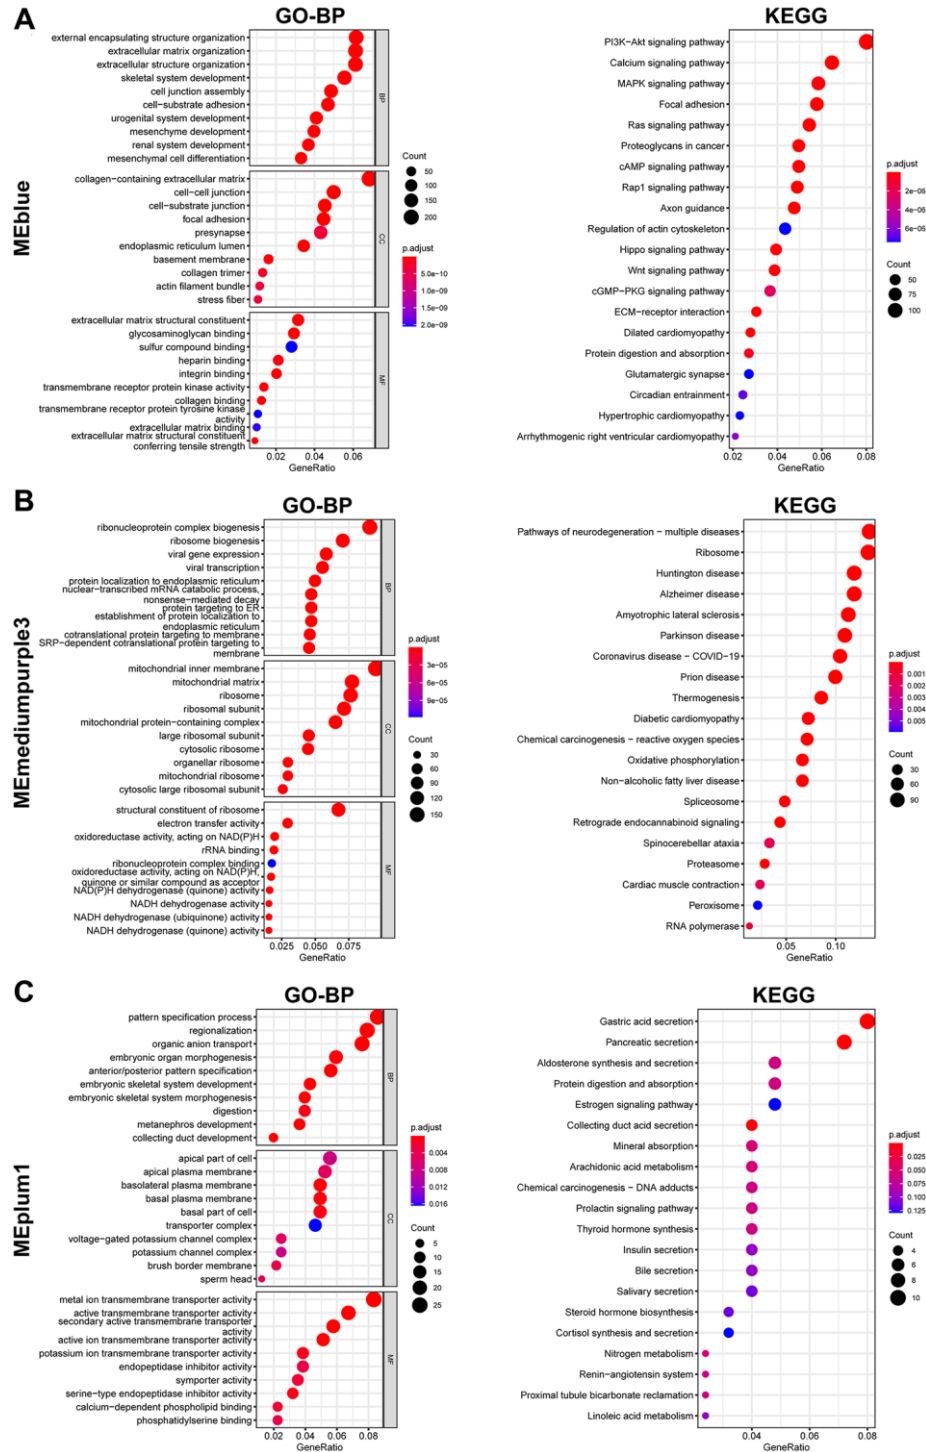 A
GO-BP
KEGG
MEblue
external encapsulating structure organization
extracellular matrix organization
extracellular structure organization
skeletal system development
cell junction assembly
cell−substrate adhesion
urogenital system development
mesenchyme development
renal system development
mesenchymal cell differentiation
BP
collagen−containing extracellular matrix
cell−cell junction
cell−substrate junction
focal adhesion
presynapse
endoplasmic reticulum lumen
basement membrane
collagen trimer
actin filament bundle
stress fiber
CC
extracellular matrix structural constituent
glycosaminoglycan binding
sulfur compound binding
heparin binding
integrin binding
transmembrane receptor protein kinase activity
collagen binding
transmembrane receptor protein tyrosine kinase
activity
extracellular matrix binding
extracellular matrix structural constituent
conferring tensile strength
MF
0.02 0.04 0.06
GeneRatio
Count
50
100
150
200
p.adjust
5.0e−10
1.0e−09
1.5e−09
2.0e−09
PI3K−Akt signaling pathway
Calcium signaling pathway
MAPK signaling pathway
Focal adhesion
Ras signaling pathway
Proteoglycans in cancer
cAMP signaling pathway
Rap1 signaling pathway
Axon guidance
Regulation of actin cytoskeleton
Hippo signaling pathway
Wnt signaling pathway
cGMP−PKG signaling pathway
ECM−receptor interaction
Dilated cardiomyopathy
Protein digestion and absorption
Glutamatergic synapse
Circadian entrainment
Hypertrophic cardiomyopathy
Arrhythmogenic right ventricular cardiomyopathy
0.02 0.04 0.06 0.08
GeneRatio
p.adjust
Count
50
75
100
B
GO-BP
KEGG
MEmediumpurple3
ribonucleoprotein complex biogenesis
ribosome biogenesis
viral gene expression
viral transcription
protein localization to endoplasmic reticulum
nuclear−transcribed mRNA catabolic process,
nonsense−mediated decay
protein targeting to ER
establishment of protein localization to
endoplasmic reticulum
cotranslational protein targeting to membrane
SRP−dependent cotranslational protein targeting to
membrane
BP
mitochondrial inner membrane
mitochondrial matrix
ribosome
ribosomal subunit
mitochondrial protein−containing complex
large ribosomal subunit
cytosolic ribosome
organellar ribosome
mitochondrial ribosome
cytosolic large ribosomal subunit
CC
structural constituent of ribosome
electron transfer activity
oxidoreductase activity, acting on NAD(P)H
rRNA binding
ribonucleoprotein complex binding
oxidoreductase activity, acting on NAD(P)H,
quinone or similar compound as acceptor
NAD(P)H dehydrogenase (quinone) activity
NADH dehydrogenase activity
NADH dehydrogenase (ubiquinone) activity
NADH dehydrogenase (quinone) activity
MF
0.025 0.050 0.075
GeneRatio
p.adjust
3e−05
6e−05
9e−05
Count
30
60
90
120
150
Pathways of neurodegeneration − multiple diseases
Ribosome
Huntington disease
Alzheimer disease
Amyotrophic lateral sclerosis
Parkinson disease
Coronavirus disease − COVID−19
Prion disease
Thermogenesis
Diabetic cardiomyopathy
Chemical carcinogenesis − reactive oxygen species
Oxidative phosphorylation
Non−alcoholic fatty liver disease
Spliceosome
Retrograde endocannabinoid signaling
Spinocerebellar ataxia
Proteasome
Cardiac muscle contraction
Peroxisome
RNA polymerase
0.05 0.10
GeneRatio
p.adjust
0.001
0.002
0.003
0.004
0.005
Count
30
60
90
C
GO-BP
KEGG
MEplum1
pattern specification process
regionalization
organic anion transport
embryonic organ morphogenesis
anterior/posterior pattern specification
embryonic skeletal system development
embryonic skeletal system morphogenesis
digestion
metanephros development
collecting duct development
BP
apical part of cell
apical plasma membrane
basolateral plasma membrane
basal plasma membrane
basal part of cell
transporter complex
voltage−gated potassium channel complex
potassium channel complex
brush border membrane
sperm head
CC
metal ion transmembrane transporter activity
active transmembrane transporter activity
secondary active transmembrane transporter
activity
active ion transmembrane transporter activity
potassium ion transmembrane transporter activity
endopeptidase inhibitor activity
symporter activity
serine−type endopeptidase inhibitor activity
calcium−dependent phospholipid binding
phosphatidylserine binding
MF
0.02 0.04 0.06 0.08
GeneRatio
p.adjust
0.004
0.008
0.012
0.016
Count
5
10
15
20
25
Gastric acid secretion
Pancreatic secretion
Aldosterone synthesis and secretion
Protein digestion and absorption
Estrogen signaling pathway
Collecting duct acid secretion
Mineral absorption
Arachidonic acid metabolism
Chemical carcinogenesis − DNA adducts
Prolactin signaling pathway
Thyroid hormone synthesis
Insulin secretion
Bile secretion
Salivary secretion
Steroid hormone biosynthesis
Cortisol synthesis and secretion
Nitrogen metabolism
Renin−angiotensin system
Proximal tubule bicarbonate reclamation
Linoleic acid metabolism
0.04 0.06 0.08
GeneRatio
p.adjust
0.025
0.050
0.075
0.100
0.125
Count
4
6
8
10